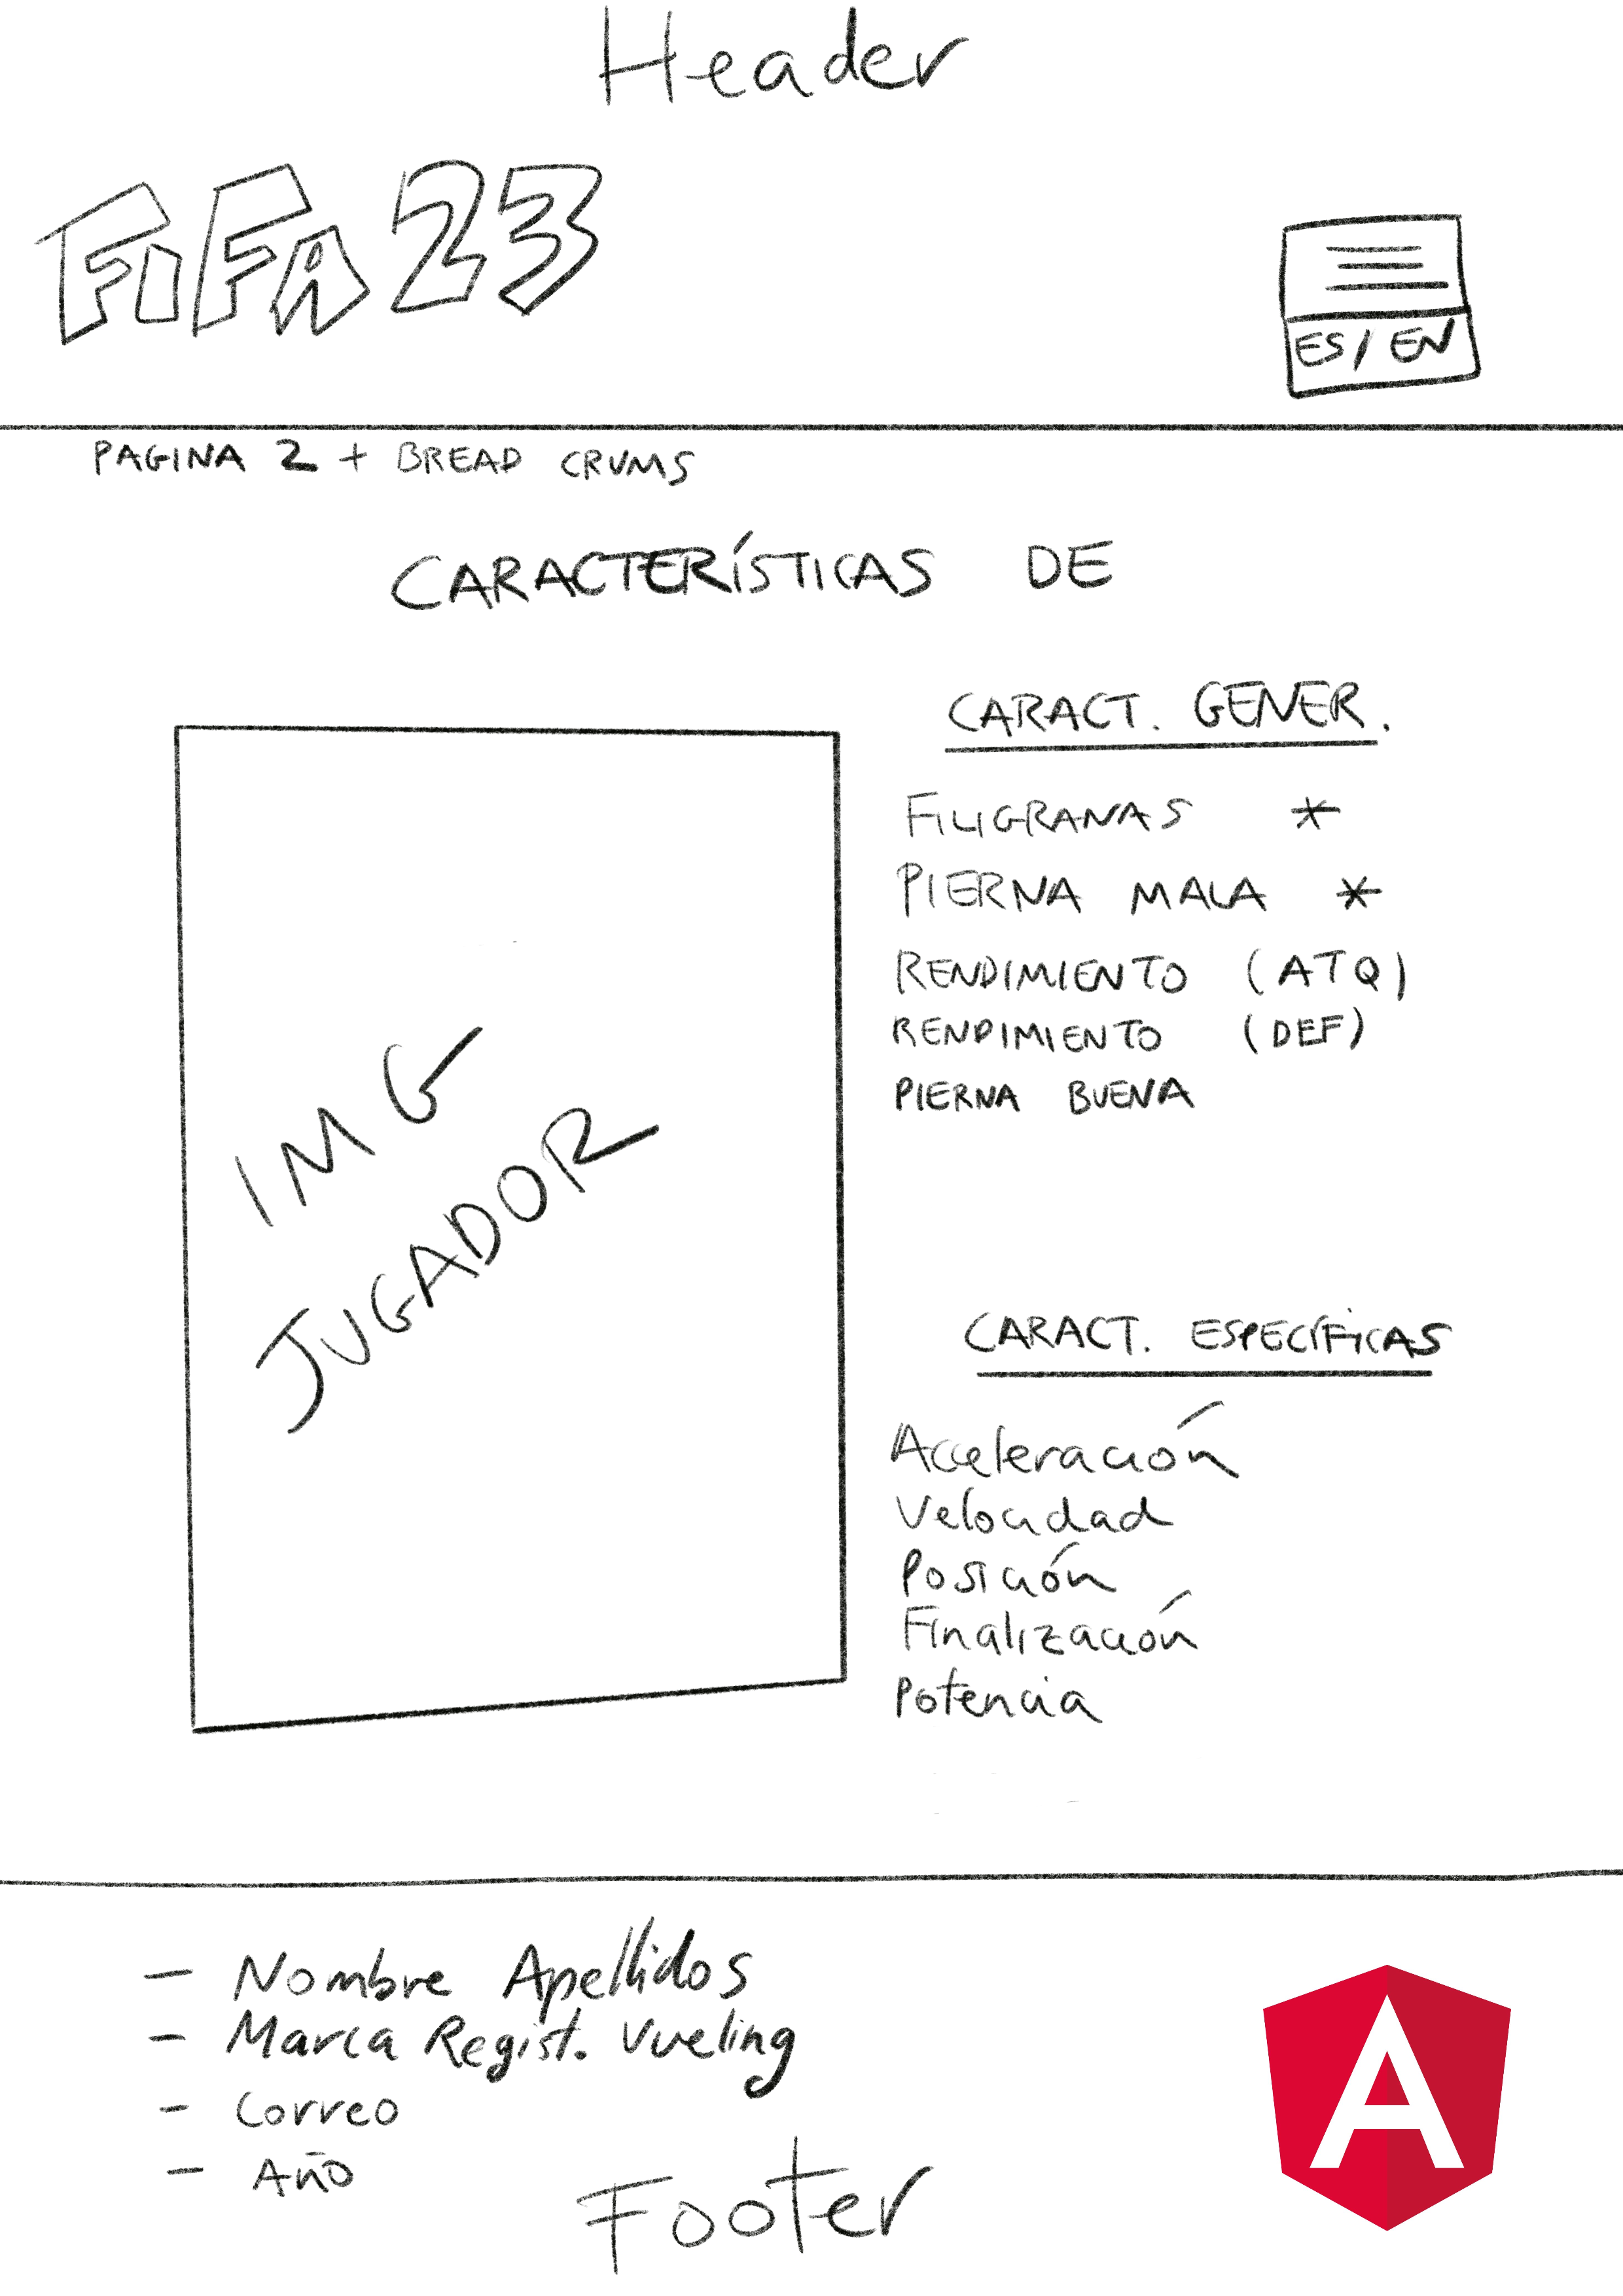 Header
FiFA 23
ES/EN
PAGINA 2 + BREAD CRUMS
CARACTERÍSTICAS DE
CARACT. GENER.
FILIGRANAS *
PIERNA MALA *
RENDIMIENTO (ATQ)
RENDIMIENTO (DEF)
PIERNA BUENA
IMG
JUGADOR
CARACT. ESPECÍFICAS
Acceleración
Velocidad
Posición
Finalización
Potencia
- Nombre Apellidos
- Marca Regist. Vueling
- Correo
- Año
Footer
A